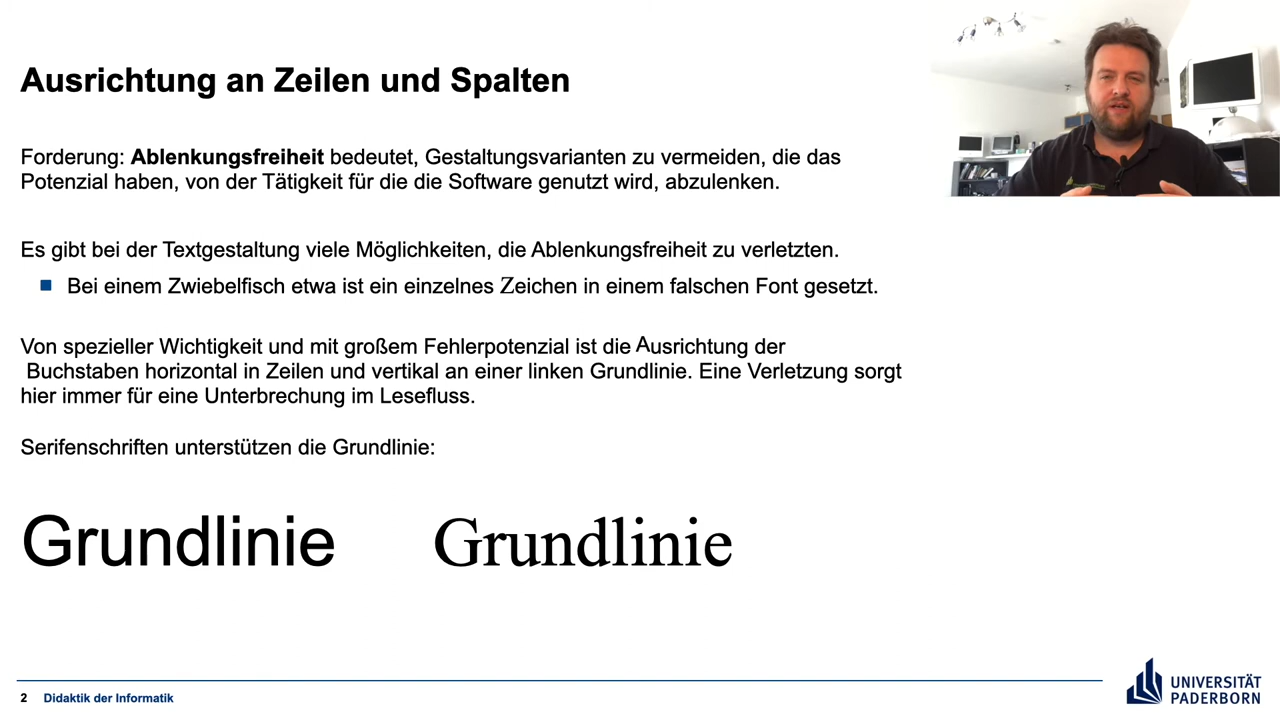 Ausrichtung an Zeilen und Spalten
Forderung: Ablenkungsfreiheit bedeutet, Gestaltungsvarianten zu vermeiden, die das
Potenzial haben, von der Tätigkeit für die die Software genutzt wird, abzulenken.
Es gibt bei der Textgestaltung viele Möglichkeiten, die Ablenkungsfreiheit zu verletzten.
Bei einem Zwiebelfisch etwa ist ein einzelnes Zeichen in einem falschen Font gesetzt.
Von spezieller Wichtigkeit und mit großem Fehlerpotenzial ist die Ausrichtung der
Buchstaben horizontal in Zeilen und vertikal an einer linken Grundlinie. Eine Verletzung sorgt
hier immer für eine Unterbrechung im Lesefluss.
Serifenschriften unterstützen die Grundlinie:
Grundlinie Grundlinie
2 Didaktik der Informatik
UNIVERSITÄT
PADERBORN